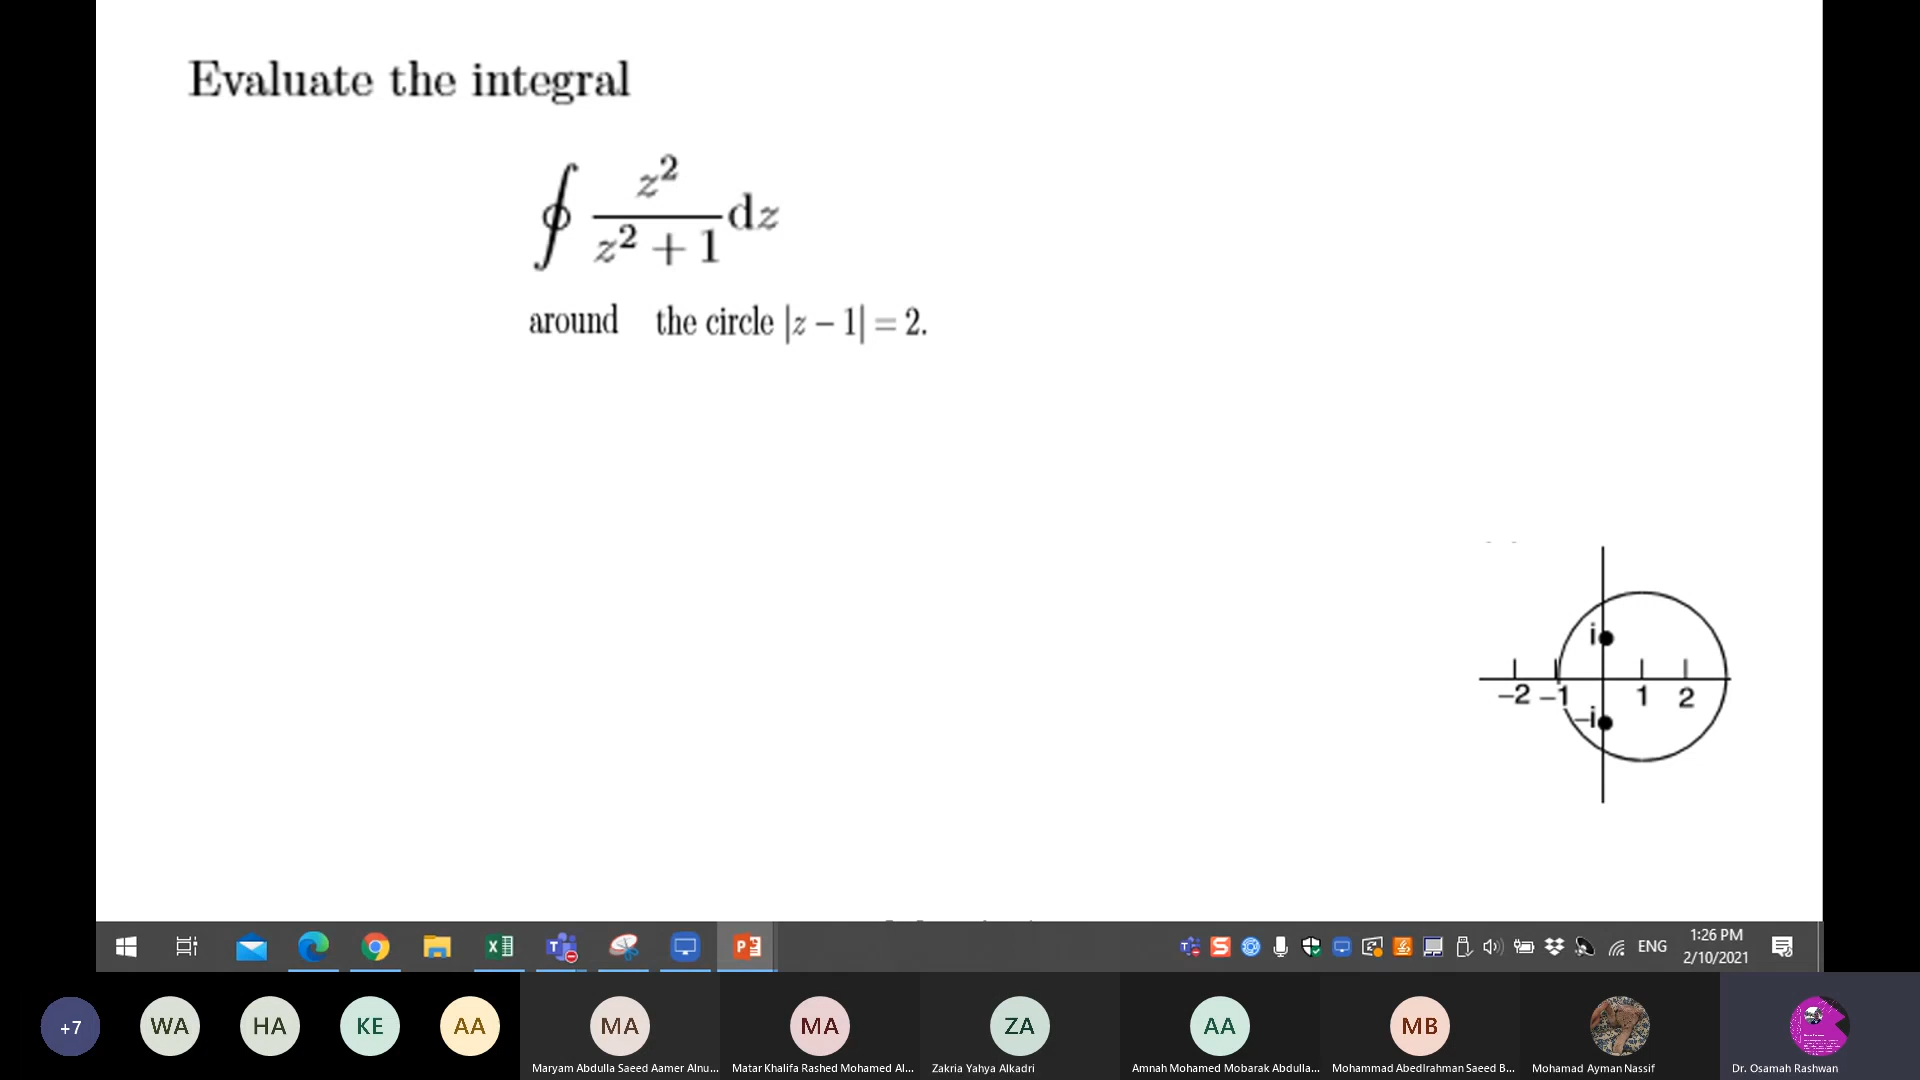 Evaluate the integral
∮ z²/(z² + 1) dz
around the circle |z – 1| = 2.
i
–2 –1 1 2
–i
ENG
1:26 PM
2/10/2021
+7 WA HA KE AA MA MA ZA AA MB
Maryam Abdulla Saeed Aamer Alnu... Matar Khalifa Rashed Mohamed Al... Zakria Yahya Alkadri Amnah Mohamed Mobarak Abdulla... Mohammad Abedlrahman Saeed B... Mohamad Ayman Nassif Dr. Osamah Rashwan